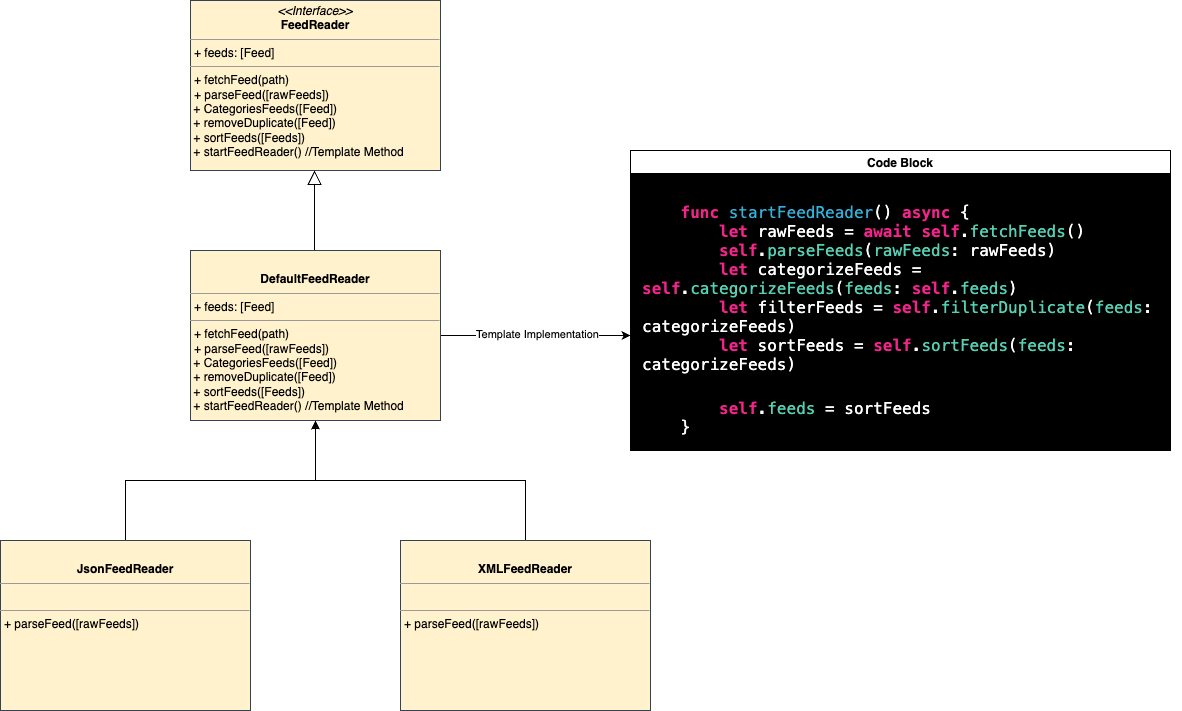 <<Interface>>
FeedReader
+ feeds: [Feed]
+ fetchFeed(path)
+ parseFeed([rawFeeds])
+ CategoriesFeeds([Feed])
+ removeDuplicate([Feed])
+ sortFeeds([Feeds])
+ startFeedReader() //Template Method
DefaultFeedReader
+ feeds: [Feed]
+ fetchFeed(path)
+ parseFeed([rawFeeds])
+ CategoriesFeeds([Feed])
+ removeDuplicate([Feed])
+ sortFeeds([Feeds])
+ startFeedReader() //Template Method
Template Implementation
Code Block
func startFeedReader() async {
let rawFeeds = await self.fetchFeeds()
self.parseFeeds(rawFeeds: rawFeeds)
let categorizeFeeds =
self.categorizeFeeds(feeds: self.feeds)
let filterFeeds = self.filterDuplicate(feeds:
categorizeFeeds)
let sortFeeds = self.sortFeeds(feeds:
categorizeFeeds)
self.feeds = sortFeeds
}
JsonFeedReader
+ parseFeed([rawFeeds])
XMLFeedReader
+ parseFeed([rawFeeds])